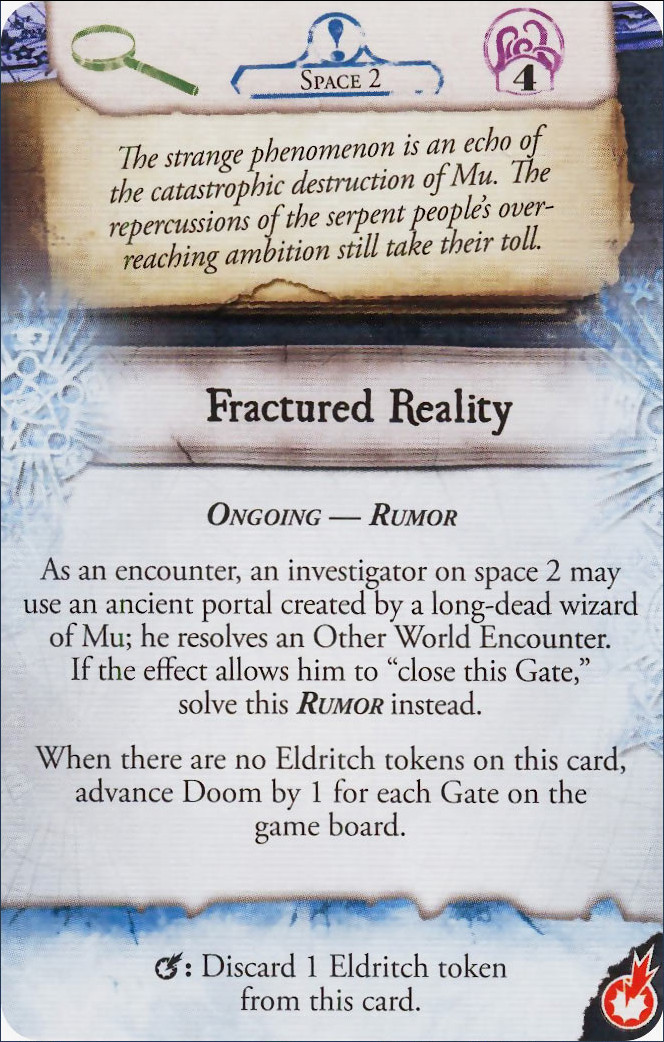 SPACE 2
4
The strange phenomenon is an echo of
the catastrophic destruction of Mu. The
repercussions of the serpent people's over-
reaching ambition still take their toll.
Fractured Reality
ONGOING — RUMOR
As an encounter, an investigator on space 2 may
use an ancient portal created by a long-dead wizard
of Mu; he resolves an Other World Encounter.
If the effect allows him to “close this Gate,”
solve this RUMOR instead.
When there are no Eldritch tokens on this card,
advance Doom by 1 for each Gate on the
game board.
: Discard 1 Eldritch token
from this card.